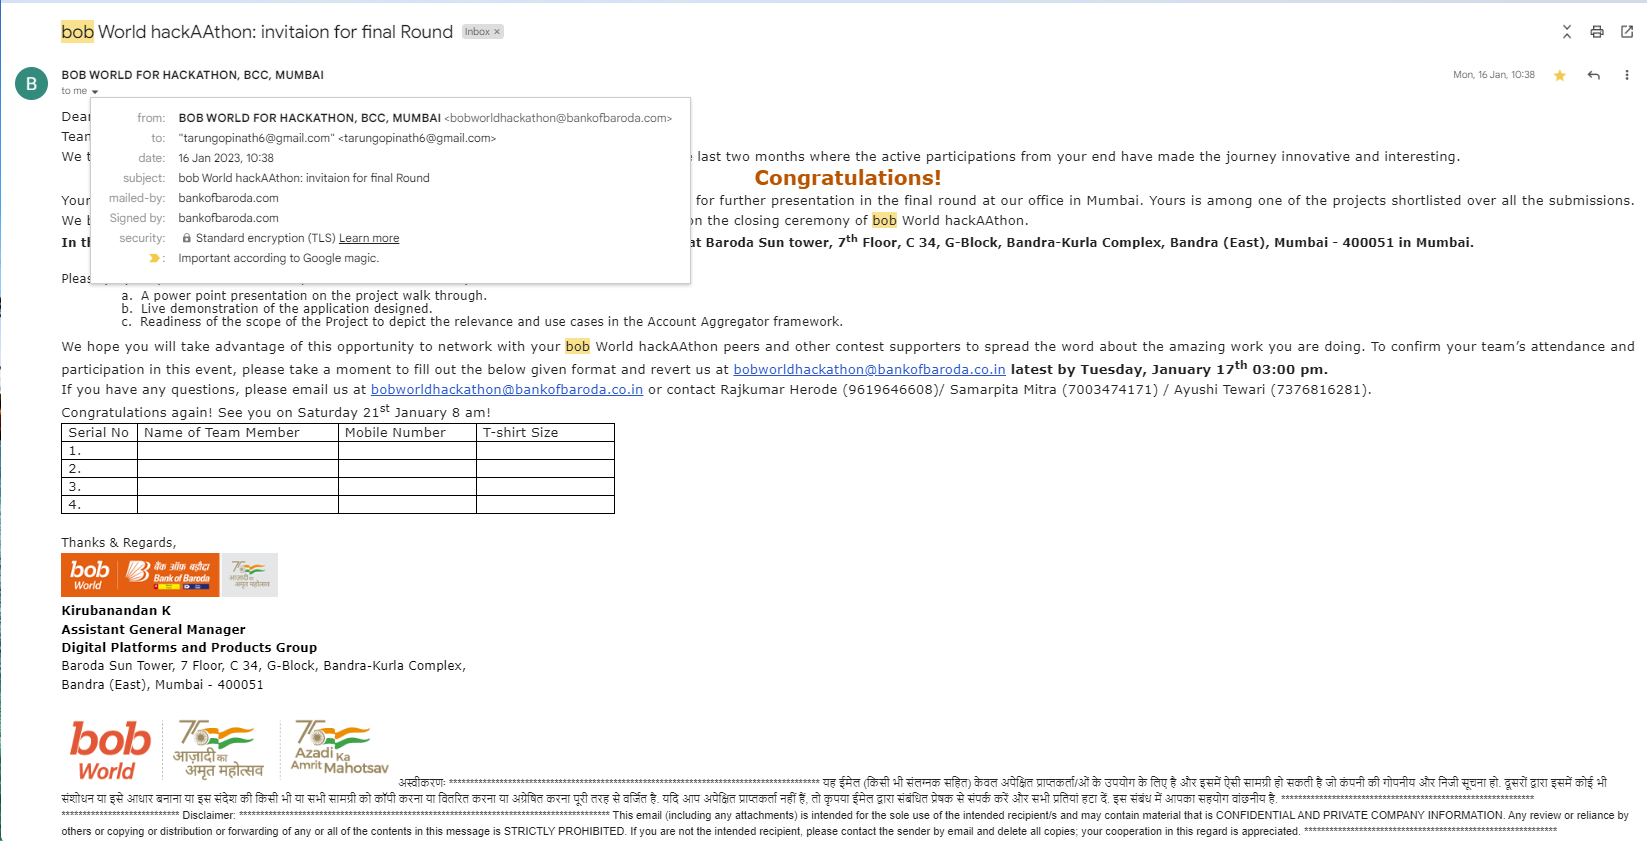 bob World hackAAthon: invitaion for final Round Inbox ×
BOB WORLD FOR HACKATHON, BCC, MUMBAI
Mon, 16 Jan, 10:38
B
to me
Dear
Team
from: BOB WORLD FOR HACKATHON, BCC, MUMBAI <bobworldhackathon@bankofbaroda.com>
to: "tarungopinath6@gmail.com" <tarungopinath6@gmail.com>
date: 16 Jan 2023, 10:38
subject: bob World hackAAthon: invitaion for final Round
mailed-by: bankofbaroda.com
Signed by: bankofbaroda.com
security: Standard encryption (TLS) Learn more
: Important according to Google magic.
We last two months where the active participations from your end have made the journey innovative and interesting.
Congratulations!
Your for further presentation in the final round at our office in Mumbai. Yours is among one of the projects shortlisted over all the submissions.
We on the closing ceremony of bob World hackAAthon.
In at Baroda Sun tower, 7th Floor, C 34, G-Block, Bandra-Kurla Complex, Bandra (East), Mumbai - 400051 in Mumbai.
Pleas
a. A power point presentation on the project walk through.
b. Live demonstration of the application designed.
c. Readiness of the scope of the Project to depict the relevance and use cases in the Account Aggregator framework.
We hope you will take advantage of this opportunity to network with your bob World hackAAthon peers and other contest supporters to spread the word about the amazing work you are doing. To confirm your team's attendance and
participation in this event, please take a moment to fill out the below given format and revert us at bobworldhackathon@bankofbaroda.co.in latest by Tuesday, January 17th 03:00 pm.
If you have any questions, please email us at bobworldhackathon@bankofbaroda.co.in or contact Rajkumar Herode (9619646608)/ Samarpita Mitra (7003474171) / Ayushi Tewari (7376816281).
Congratulations again! See you on Saturday 21st January 8 am!
Serial No Name of Team Member Mobile Number T-shirt Size
1.
2.
3.
4.
Thanks & Regards,
bob World बैंक ऑफ़ बड़ौदा Bank of Baroda
आज़ादी का अमृत महोत्सव
Kirubanandan K
Assistant General Manager
Digital Platforms and Products Group
Baroda Sun Tower, 7 Floor, C 34, G-Block, Bandra-Kurla Complex,
Bandra (East), Mumbai - 400051
bob World
आज़ादी का अमृत महोत्सव
Azadi Ka Amrit Mahotsav
अस्वीकरण: ****************************************************************************************** यह ईमेल (किसी भी संलग्नक सहित) केवल अपेक्षित प्राप्तकर्ता/ओं के उपयोग के लिए है और इसमें ऐसी सामग्री हो सकती है जो कंपनी की गोपनीय और निजी सूचना हो. दूसरों द्वारा इसमें कोई भी
संशोधन या इसे आधार बनाना या इस संदेश की किसी भी या सभी सामग्री को कॉपी करना या वितरित करना या अग्रेषित करना पूरी तरह से वर्जित है. यदि आप अपेक्षित प्राप्तकर्ता नहीं हैं, तो कृपया ईमेल द्वारा संबंधित प्रेषक से संपर्क करें और सभी प्रतियां हटा दें. इस संबंध में आपका सहयोग वांछनीय है. **************************************************************
***************************** Disclaimer: ****************************************************************************************** This email (including any attachments) is intended for the sole use of the intended recipient/s and may contain material that is CONFIDENTIAL AND PRIVATE COMPANY INFORMATION. Any review or reliance by
others or copying or distribution or forwarding of any or all of the contents in this message is STRICTLY PROHIBITED. If you are not the intended recipient, please contact the sender by email and delete all copies; your cooperation in this regard is appreciated. **************************************************************